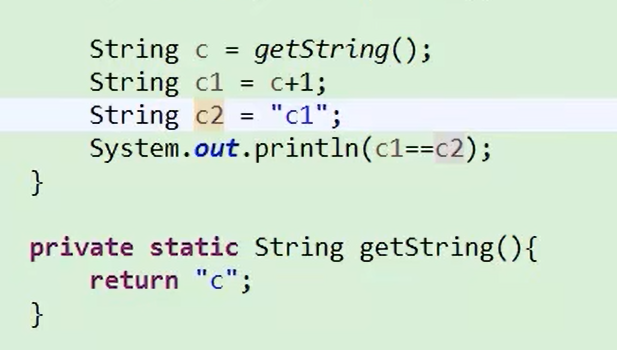 String c = getString();
String c1 = c+1;
String c2 = "c1";
System.out.println(c1==c2);
}
private static String getString(){
return "c";
}